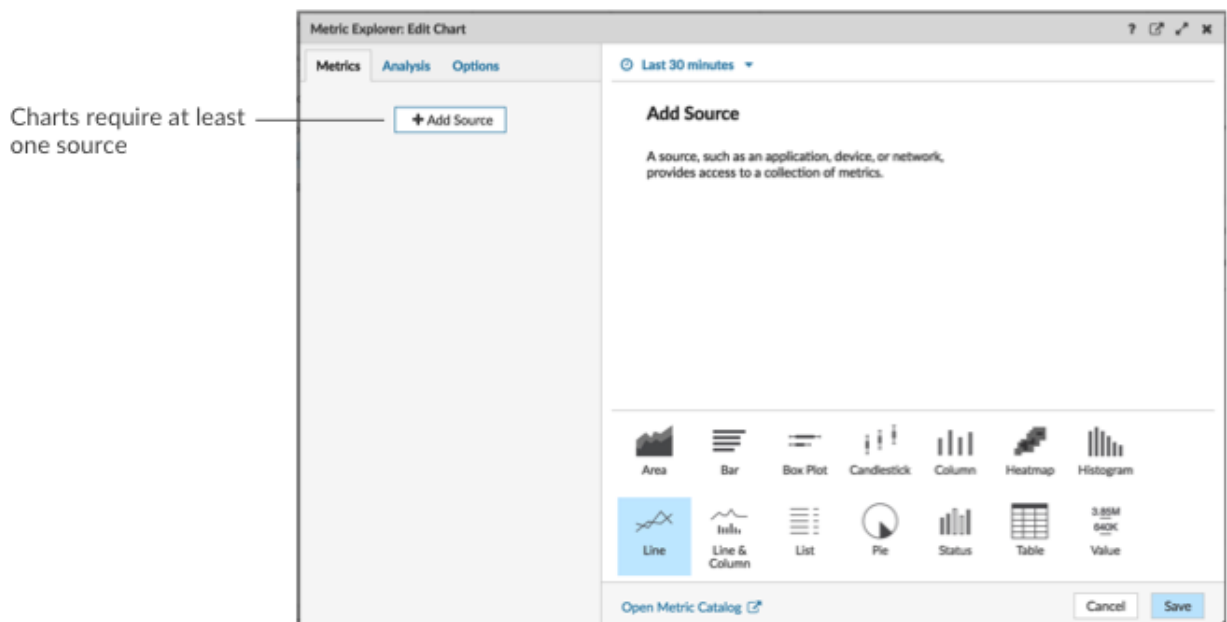 Metric Explorer: Edit Chart ?
Metrics Analysis Options
Last 30 minutes
Charts require at least
one source
+ Add Source
Add Source
A source, such as an application, device, or network,
provides access to a collection of metrics.
Area Bar Box Plot Candlestick Column Heatmap Histogram
3.85M
640K
Line Line &
Column List Pie Status Table Value
Open Metric Catalog
Cancel Save